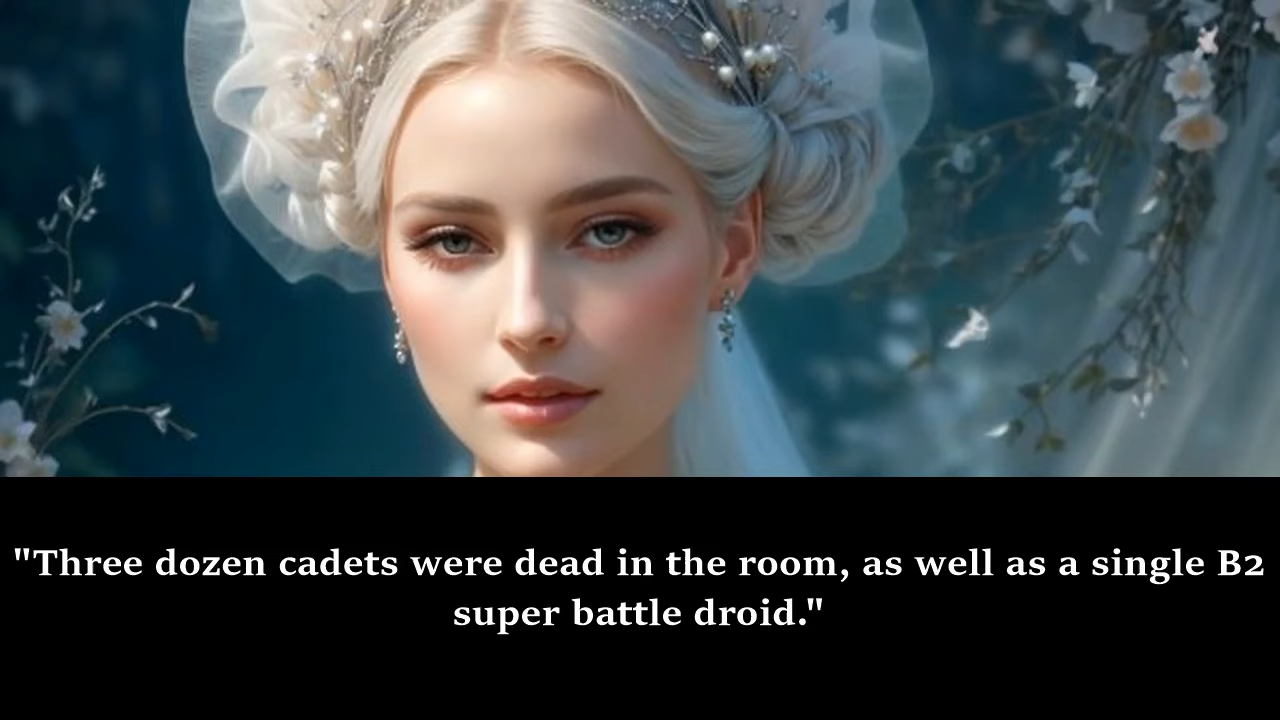 "Three dozen cadets were dead in the room, as well as a single B2
super battle droid."